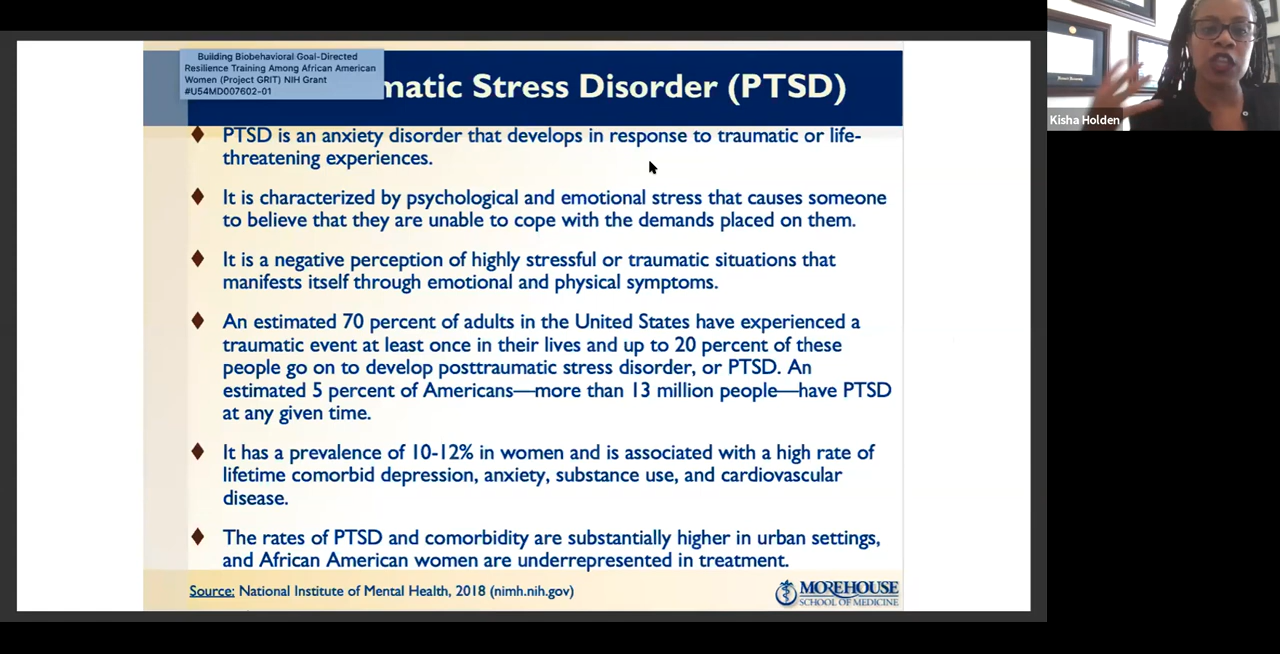 Building Biobehavioral Goal-Directed
Resilience Training Among African American
Women (Project GRIT) NIH Grant
#U54MD007602-01
matic Stress Disorder (PTSD)
PTSD is an anxiety disorder that develops in response to traumatic or life-
threatening experiences.
It is characterized by psychological and emotional stress that causes someone
to believe that they are unable to cope with the demands placed on them.
It is a negative perception of highly stressful or traumatic situations that
manifests itself through emotional and physical symptoms.
An estimated 70 percent of adults in the United States have experienced a
traumatic event at least once in their lives and up to 20 percent of these
people go on to develop posttraumatic stress disorder, or PTSD. An
estimated 5 percent of Americans—more than 13 million people—have PTSD
at any given time.
It has a prevalence of 10-12% in women and is associated with a high rate of
lifetime comorbid depression, anxiety, substance use, and cardiovascular
disease.
The rates of PTSD and comorbidity are substantially higher in urban settings,
and African American women are underrepresented in treatment.
Source: National Institute of Mental Health, 2018 (nimh.nih.gov)
MOREHOUSE
SCHOOL OF MEDICINE
Kisha Holden